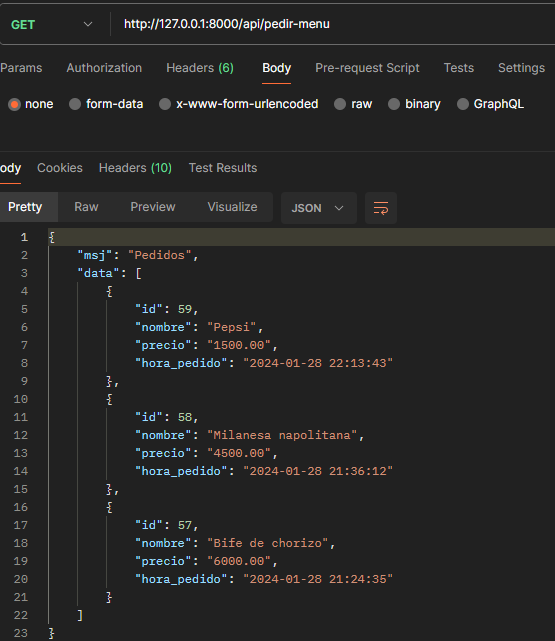 GET http://127.0.0.1:8000/api/pedir-menu
Params Authorization Headers (6) Body Pre-request Script Tests Settings
none form-data x-www-form-urlencoded raw binary GraphQL
ody Cookies Headers (10) Test Results
Pretty Raw Preview Visualize JSON
1 {
2 "msj": "Pedidos",
3 "data": [
4 {
5 "id": 59,
6 "nombre": "Pepsi",
7 "precio": "1500.00",
8 "hora_pedido": "2024-01-28 22:13:43"
9 },
10 {
11 "id": 58,
12 "nombre": "Milanesa napolitana",
13 "precio": "4500.00",
14 "hora_pedido": "2024-01-28 21:36:12"
15 },
16 {
17 "id": 57,
18 "nombre": "Bife de chorizo",
19 "precio": "6000.00",
20 "hora_pedido": "2024-01-28 21:24:35"
21 }
22 ]
23 }